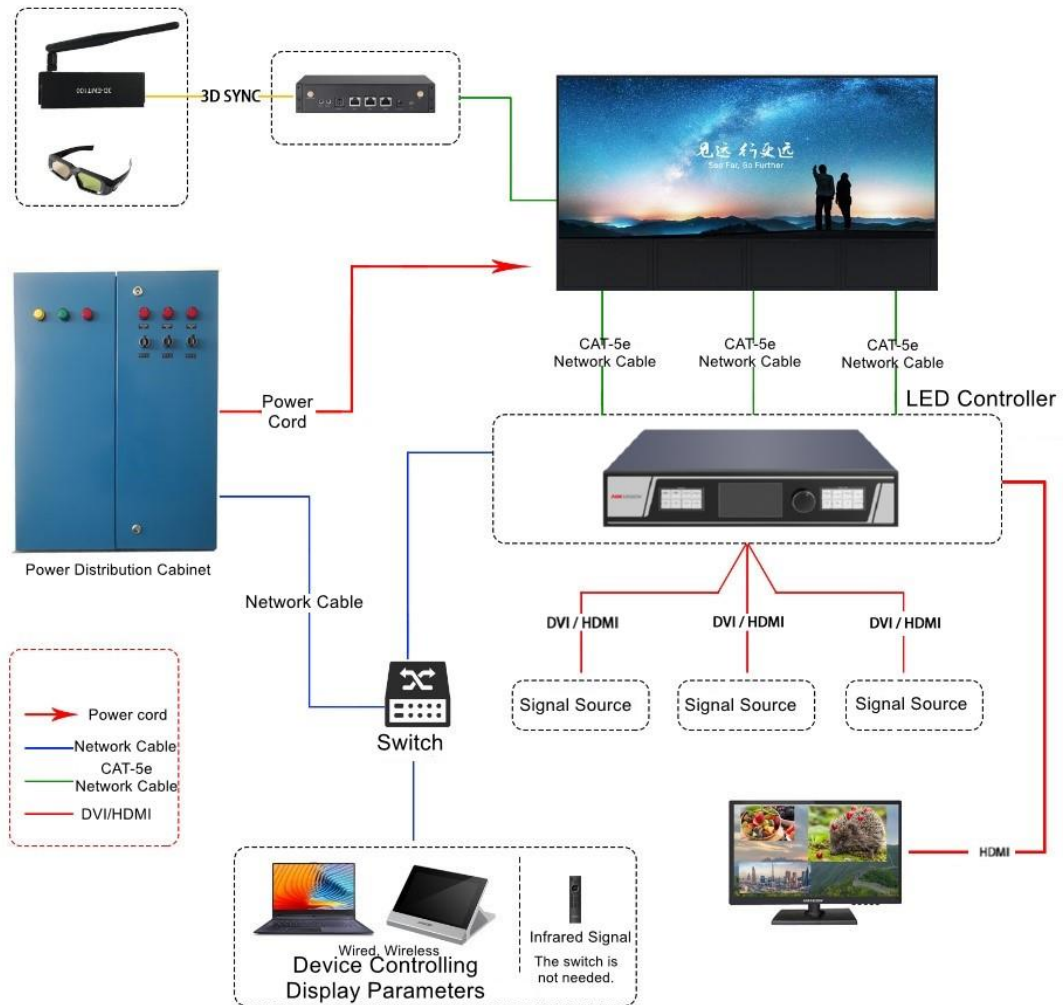 3D-EMT100
3D SYNC
见远 行更远
See Far, Go Further
CAT-5e
Network Cable
CAT-5e
Network Cable
CAT-5e
Network Cable
LED Controller
Power
Cord
HIKVISION
Power Distribution Cabinet
Network Cable
DVI / HDMI
DVI / HDMI
DVI / HDMI
Signal Source
Signal Source
Signal Source
Switch
Power cord
Network Cable
CAT-5e
Network Cable
DVI/HDMI
HDMI
Wired, Wireless
Device Controlling
Display Parameters
Infrared Signal
The switch is
not needed.